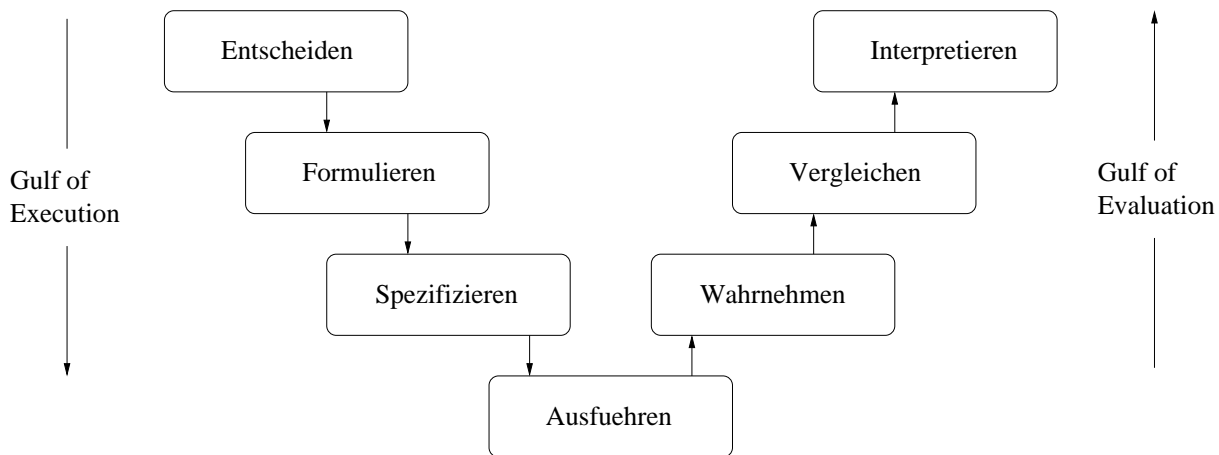 Entscheiden
Interpretieren
Formulieren
Vergleichen
Gulf of
Execution
Gulf of
Evaluation
Spezifizieren
Wahrnehmen
Ausfuehren